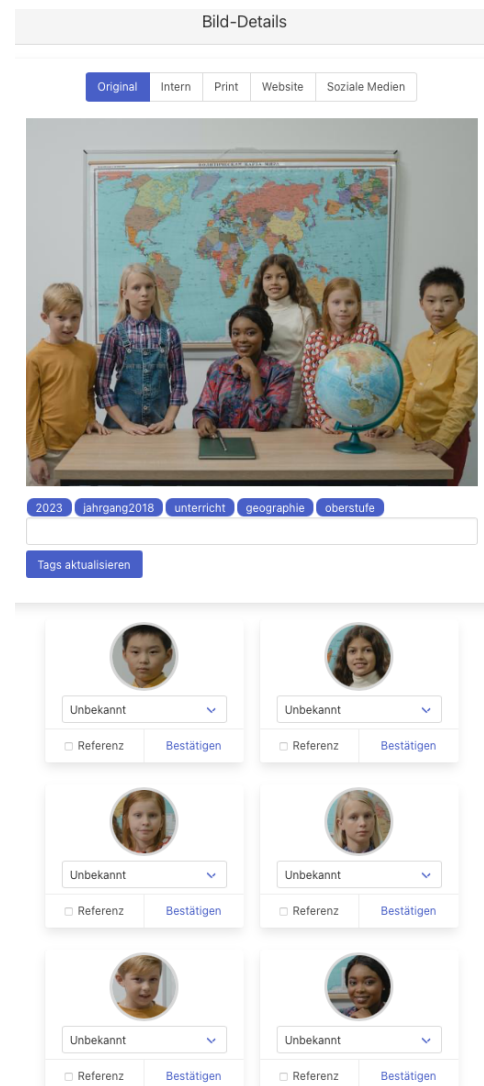 Bild-Details
Original Intern Print Website Soziale Medien
2023 jahrgang2018 unterricht geographie oberstufe
Tags aktualisieren
Unbekannt Unbekannt
Referenz Bestätigen Referenz Bestätigen
Unbekannt Unbekannt
Referenz Bestätigen Referenz Bestätigen
Unbekannt Unbekannt
Referenz Bestätigen Referenz Bestätigen